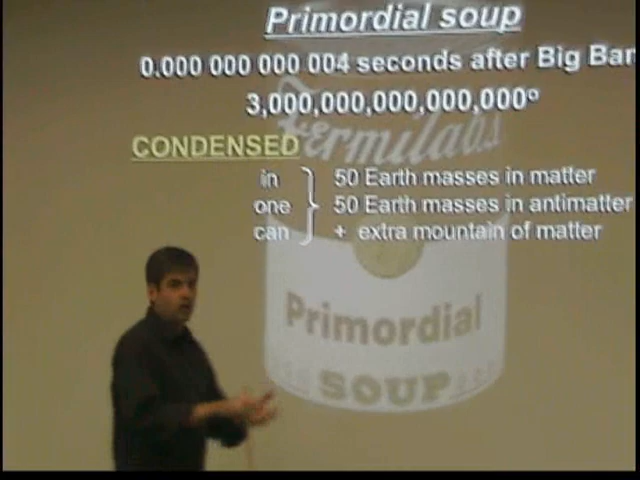 Primordial soup
0.000 000 000 004 seconds after Big Ban
3,000,000,000,000,000º
Fermilabs
CONDENSED
in
one
can
50 Earth masses in matter
50 Earth masses in antimatter
+ extra mountain of matter
Primordial
SOUP